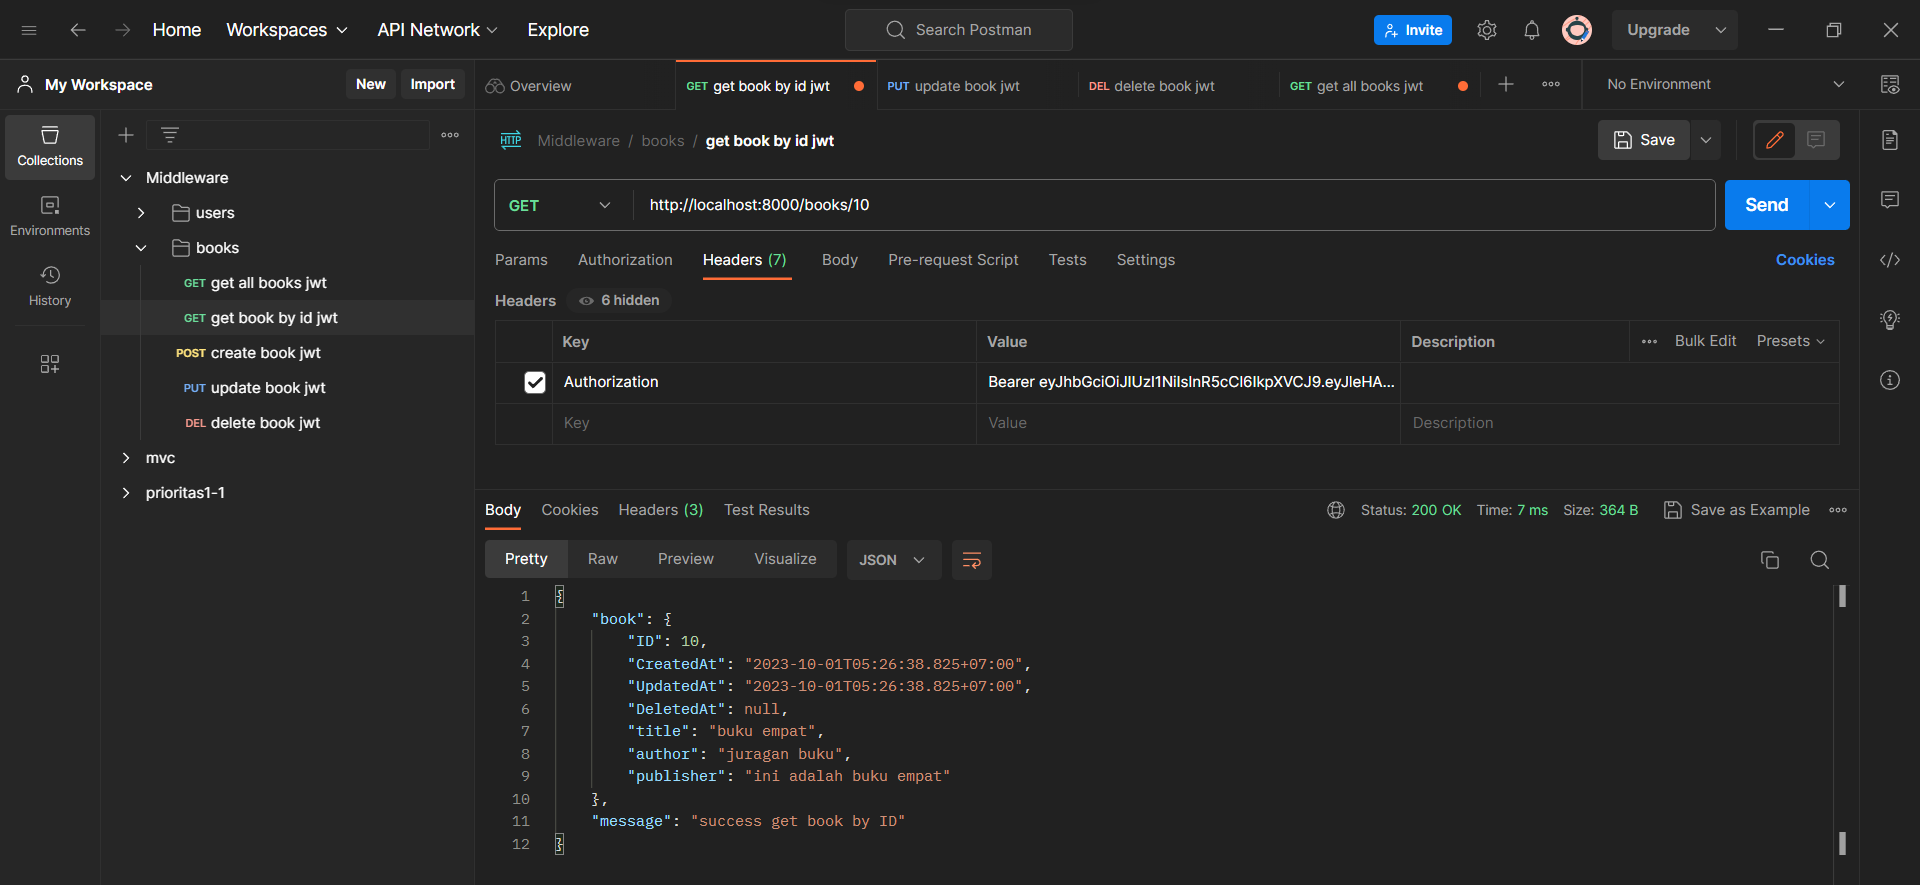 Home Workspaces API Network Explore Search Postman Invite Upgrade
My Workspace New Import Overview GET get book by id jwt PUT update book jwt DEL delete book jwt GET get all books jwt No Environment
Collections
Environments
History
Middleware
users
books
GET get all books jwt
GET get book by id jwt
POST create book jwt
PUT update book jwt
DEL delete book jwt
mvc
prioritas1-1
HTTP Middleware / books / get book by id jwt Save
GET http://localhost:8000/books/10 Send
Params Authorization Headers (7) Body Pre-request Script Tests Settings Cookies
Headers 6 hidden
Key Value Description Bulk Edit Presets
Authorization Bearer eyJhbGciOiJIUzI1NiIsInR5cCI6IkpXVCJ9.eyJleHA...
Key Value Description
Body Cookies Headers (3) Test Results Status: 200 OK Time: 7 ms Size: 364 B Save as Example
Pretty Raw Preview Visualize JSON
1 {
2 "book": {
3 "ID": 10,
4 "CreatedAt": "2023-10-01T05:26:38.825+07:00",
5 "UpdatedAt": "2023-10-01T05:26:38.825+07:00",
6 "DeletedAt": null,
7 "title": "buku empat",
8 "author": "juragan buku",
9 "publisher": "ini adalah buku empat"
10 },
11 "message": "success get book by ID"
12 }